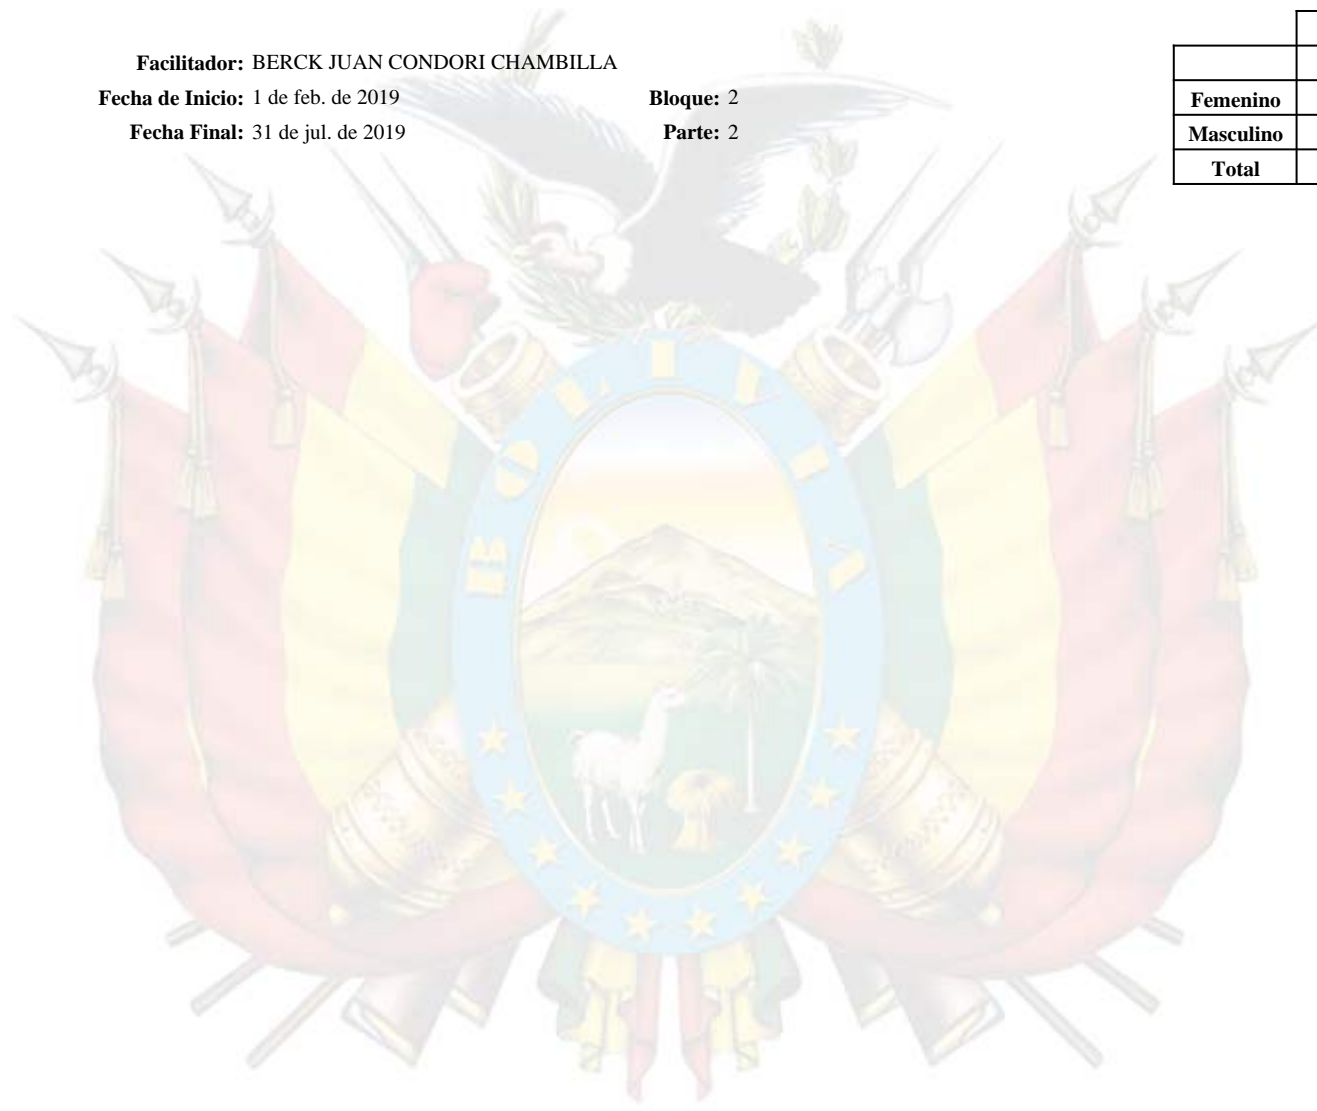 Facilitador: BERCK JUAN CONDORI CHAMBILLA
Fecha de Inicio: 1 de feb. de 2019 Bloque: 2
Fecha Final: 31 de jul. de 2019 Parte: 2
Femenino
Masculino
Total
BOLIVIA